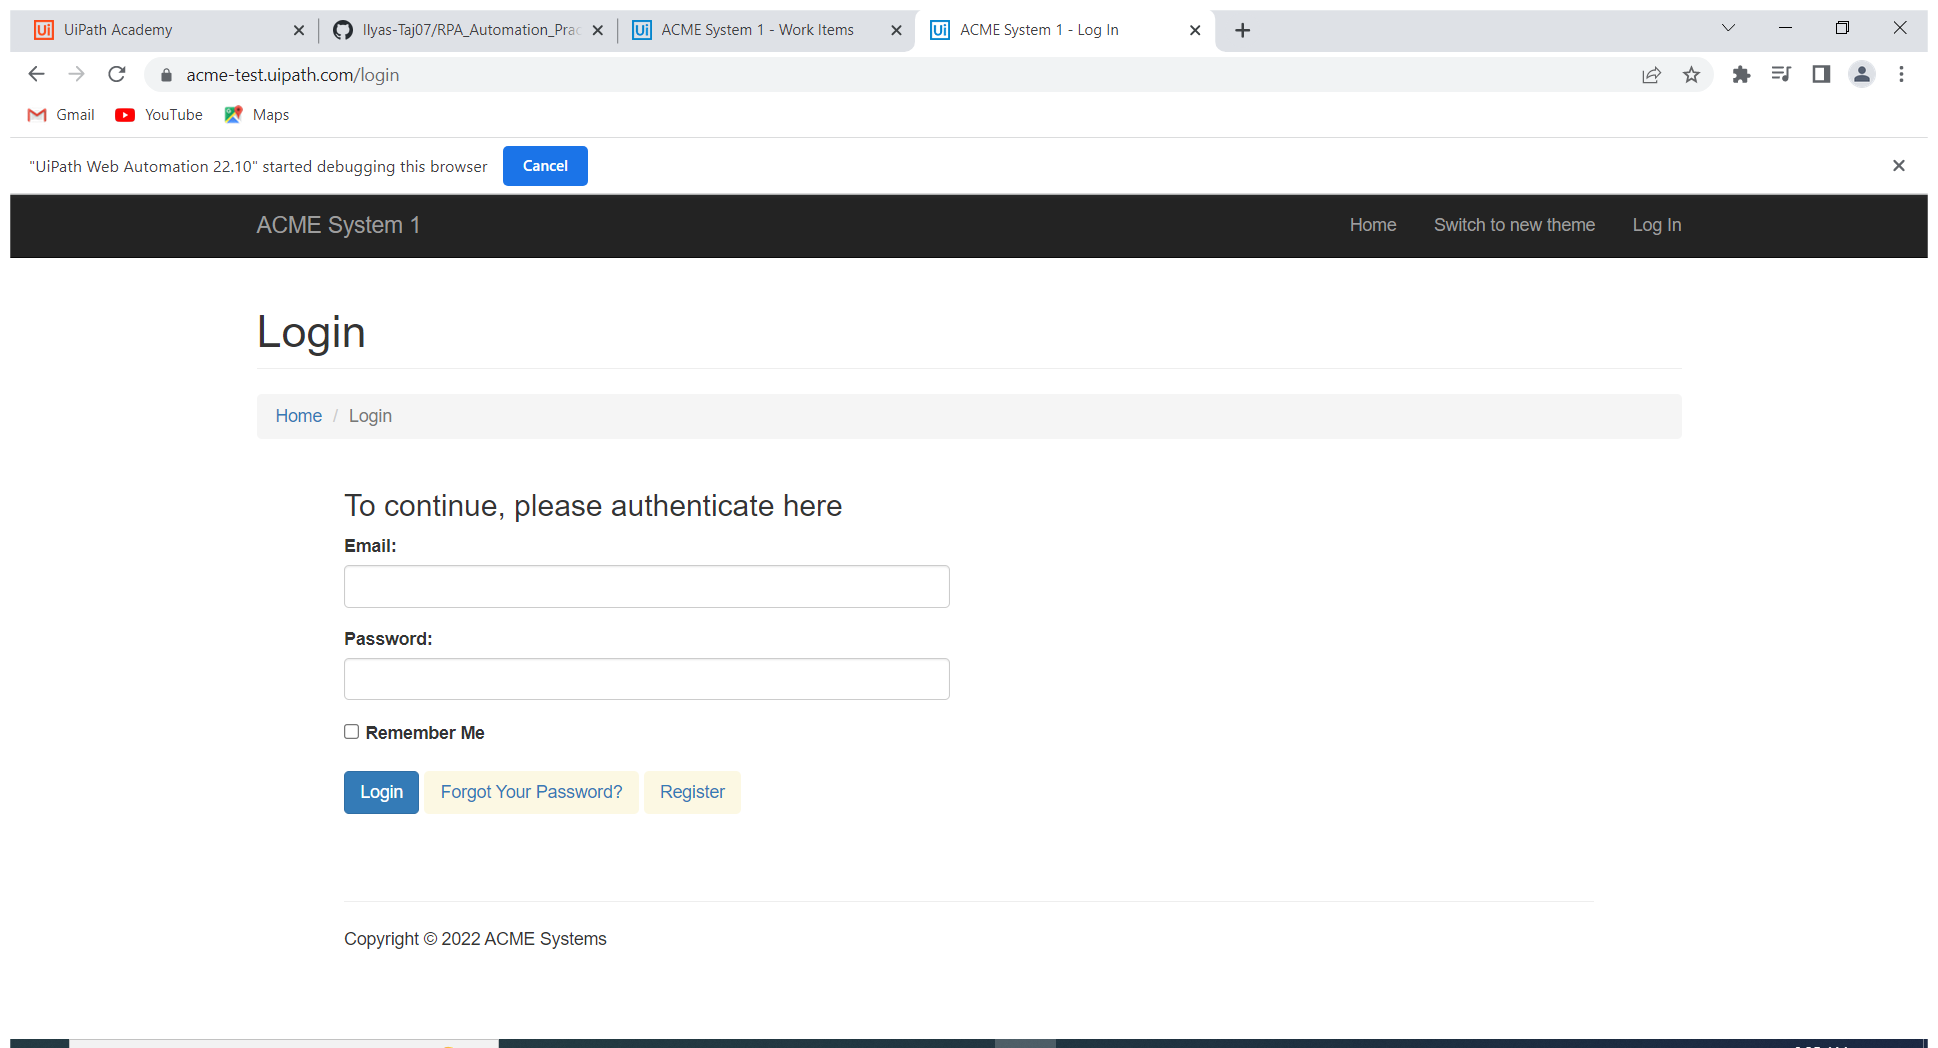 UiPath Academy
Ilyas-Taj07/RPA_Automation_Prac
ACME System 1 - Work Items
ACME System 1 - Log In
acme-test.uipath.com/login
Gmail
YouTube
Maps
"UiPath Web Automation 22.10" started debugging this browser
Cancel
ACME System 1
Home
Switch to new theme
Log In
Login
Home / Login
To continue, please authenticate here
Email:
Password:
Remember Me
Login
Forgot Your Password?
Register
Copyright © 2022 ACME Systems